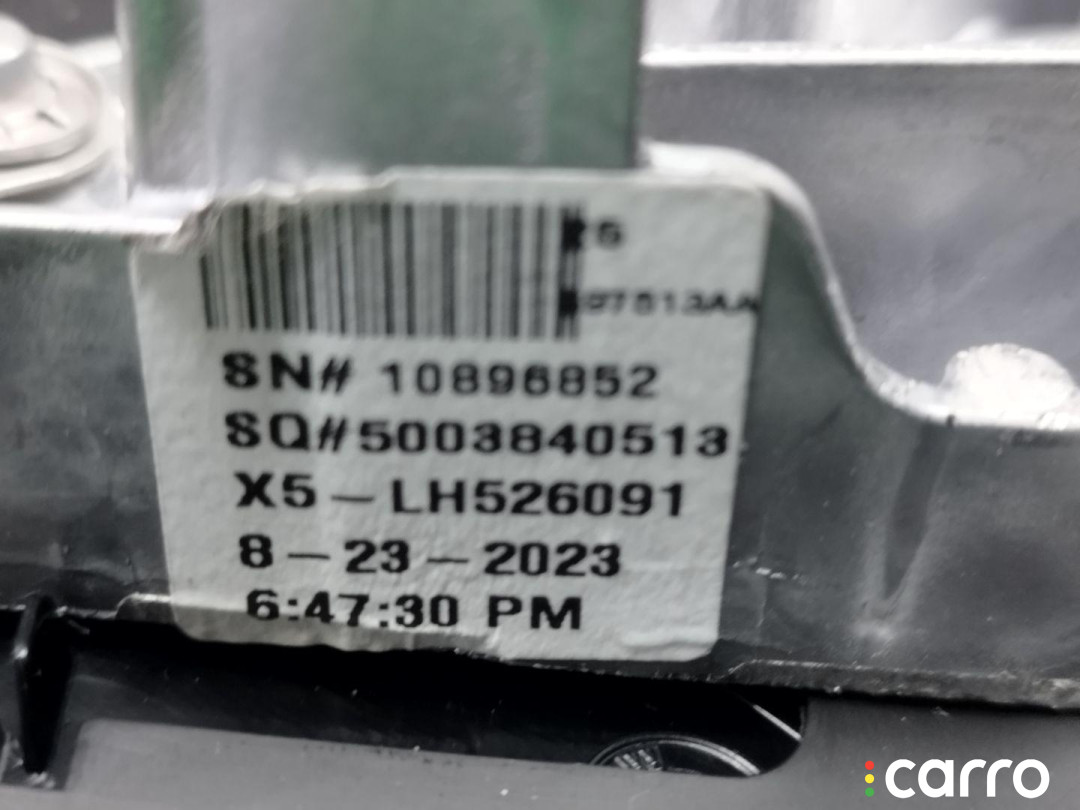 SN# 10896852
SQ#5003840513
X5-LH526091
8-23-2023
6:47:30 PM
carro